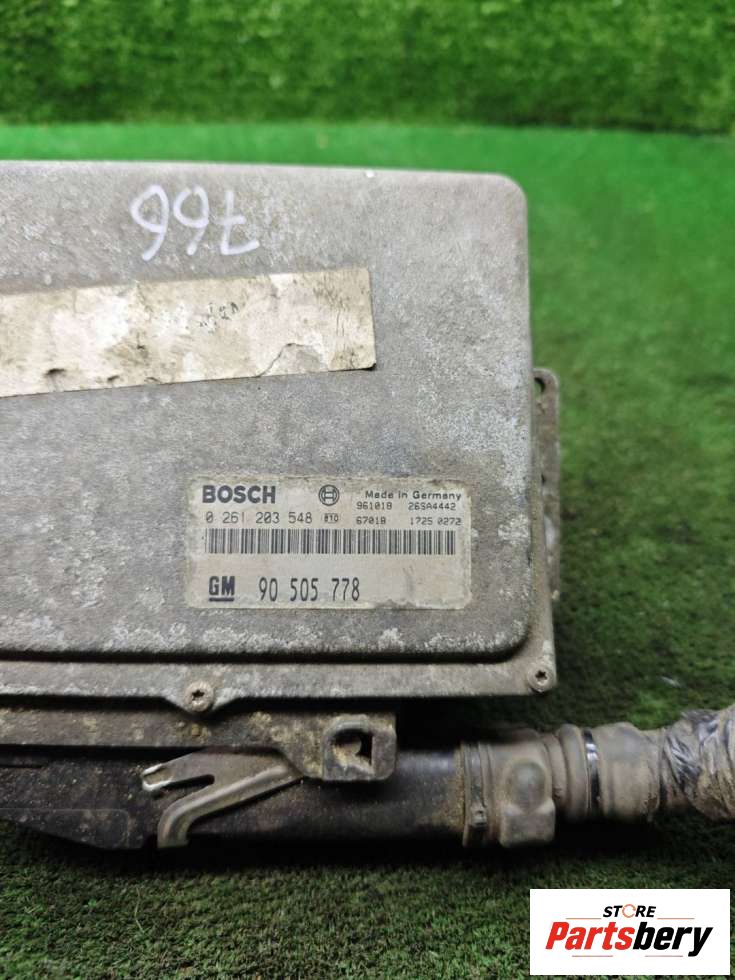 766
BOSCH Made in Germany
0 261 203 548 961018 26SA4442
67018 1725 0272
GM 90 505 778
STORE
Partsbery